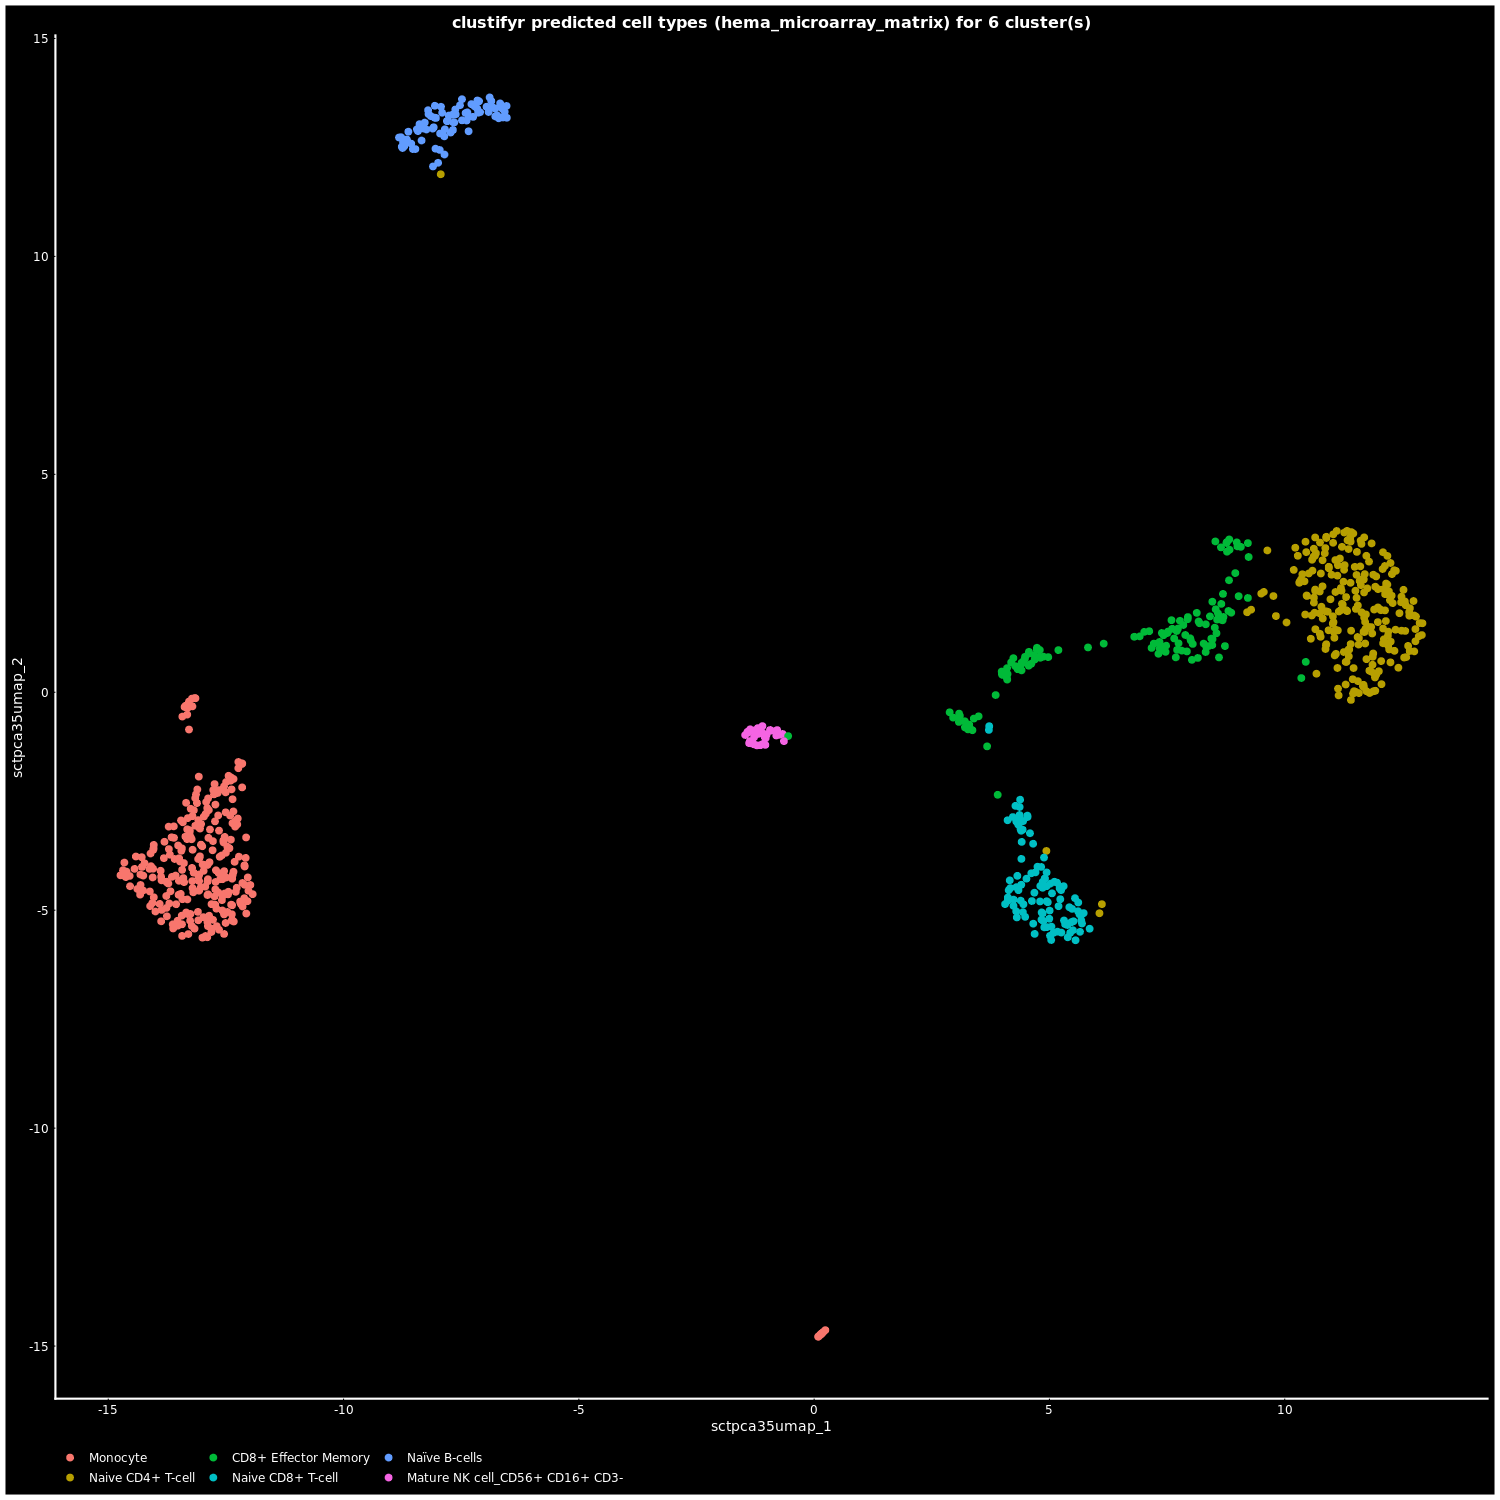 clustifyr predicted cell types (hema_microarray_matrix) for 6 cluster(s)
15
10
5
0
-5
-10
-15
sctpca35umap_2
-15 -10 -5 0 5 10
sctpca35umap_1
Monocyte CD8+ Effector Memory Naïve B-cells
Naive CD4+ T-cell Naive CD8+ T-cell Mature NK cell_CD56+ CD16+ CD3-